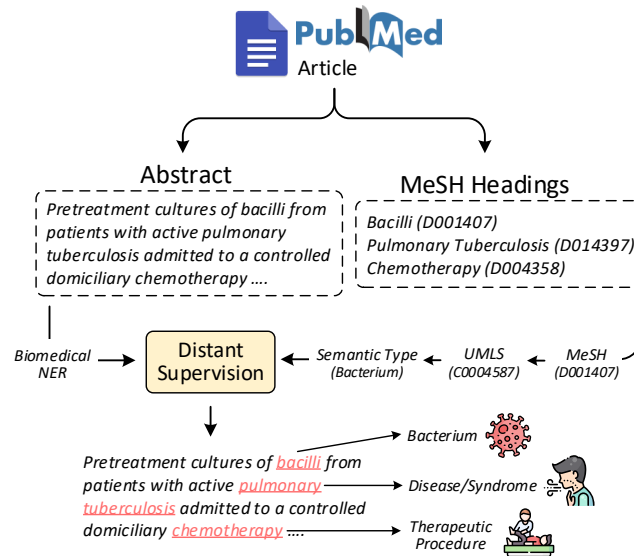 PubMed
Article
Abstract
Pretreatment cultures of bacilli from
patients with active pulmonary
tuberculosis admitted to a controlled
domiciliary chemotherapy ....
MeSH Headings
Bacilli (D001407)
Pulmonary Tuberculosis (D014397)
Chemotherapy (D004358)
Biomedical
NER
Distant
Supervision
Semantic Type
(Bacterium)
UMLS
(C0004587)
MeSH
(D001407)
Pretreatment cultures of bacilli from
patients with active pulmonary
tuberculosis admitted to a controlled
domiciliary chemotherapy ....
Bacterium
Disease/Syndrome
Therapeutic
Procedure